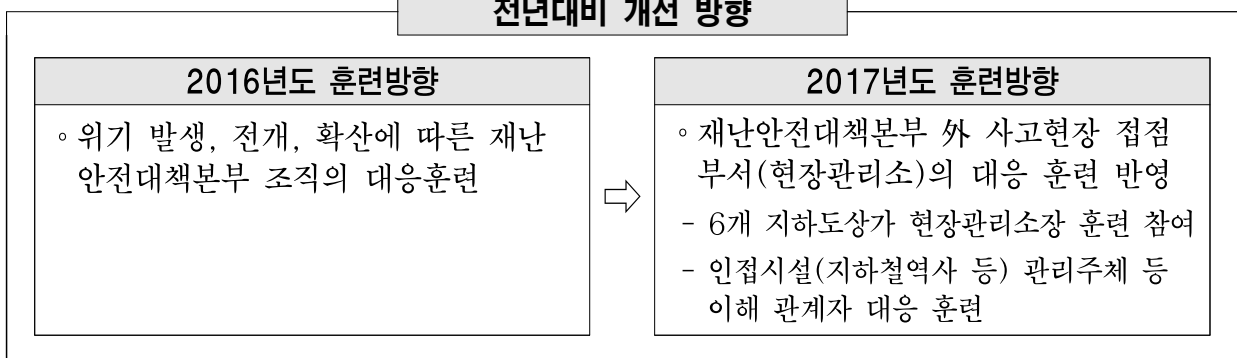 전년대비 개선 방향
2016년도 훈련방향
◦위기 발생, 전개, 확산에 따른 재난
안전대책본부 조직의 대응훈련
⇨
2017년도 훈련방향
◦재난안전대책본부 外 사고현장 접점
부서(현장관리소)의 대응 훈련 반영
- 6개 지하도상가 현장관리소장 훈련 참여
- 인접시설(지하철역사 등) 관리주체 등
이해 관계자 대응 훈련